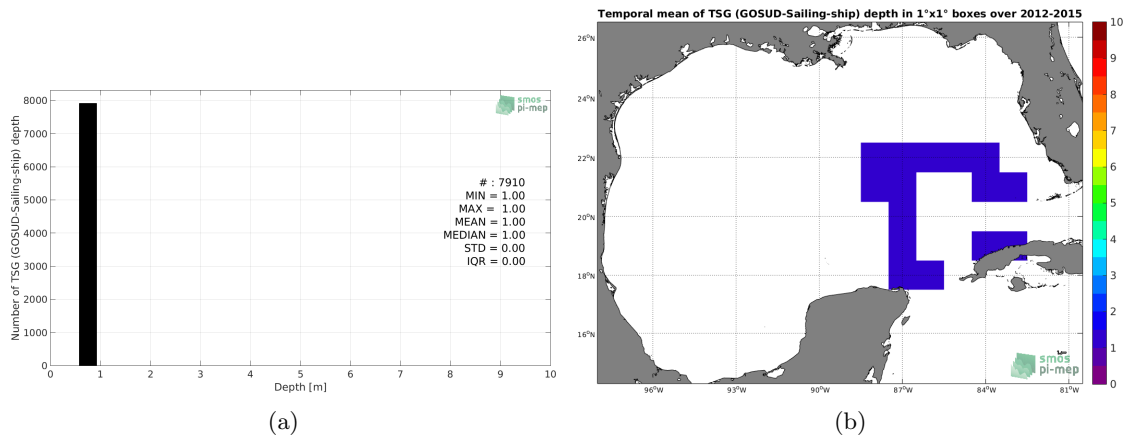 Number of TSG (GOSUD-Sailing-ship) depth
8000
7000
6000
5000
4000
3000
2000
1000
0
smos
pi-mep
# : 7910
MIN = 1.00
MAX = 1.00
MEAN = 1.00
MEDIAN = 1.00
STD = 0.00
IQR = 0.00
0 1 2 3 4 5 6 7 8 9 10
Depth [m]
(a)
Temporal mean of TSG (GOSUD-Sailing-ship) depth in 1°x1° boxes over 2012-2015
26°N
24°N
22°N
20°N
18°N
16°N
96°W 93°W 90°W 87°W 84°W 81°W
smos
pi-mep
10
9
8
7
6
5
4
3
2
1
0
(b)